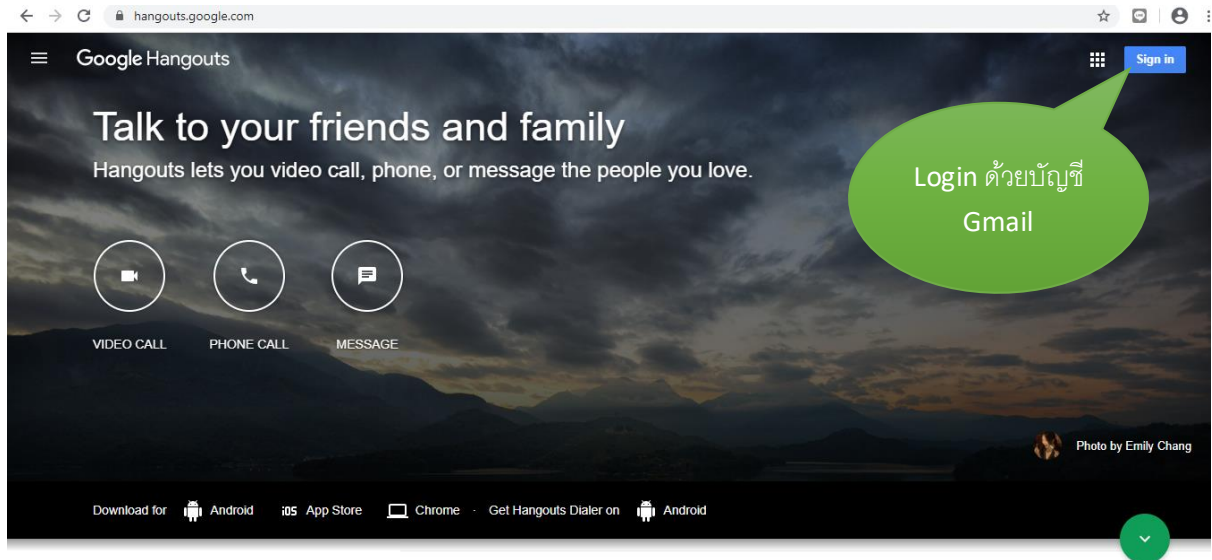 hangouts.google.com
Google Hangouts
Sign in
Talk to your friends and family
Hangouts lets you video call, phone, or message the people you love.
Login ด้วยบัญชี
Gmail
VIDEO CALL PHONE CALL MESSAGE
Photo by Emily Chang
Download for Android iOS App Store Chrome · Get Hangouts Dialer on Android